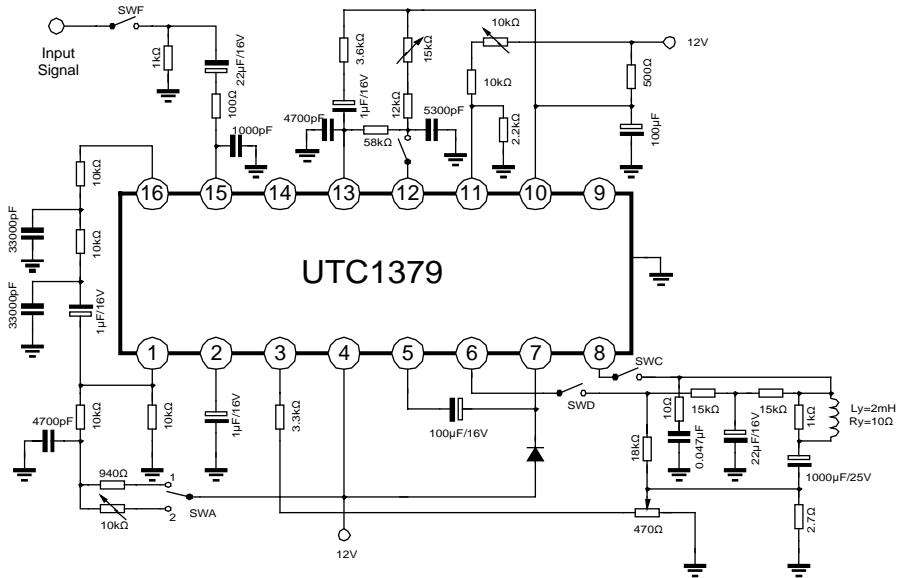 SWF
Input
Signal
1kΩ
22µF/16V
100Ω
1000pF
3.6kΩ
1µF/16V
4700pF
58kΩ
15kΩ
12kΩ
5300pF
10kΩ
10kΩ
2.2kΩ
12V
500Ω
100µF
10kΩ
33000pF
10kΩ
33000pF
1µF/16V
16
15
14
13
12
11
10
9
UTC1379
1
2
3
4
5
6
7
8
SWC
SWD
10kΩ
4700pF
10kΩ
1µF/16V
3.3kΩ
100µF/16V
940Ω
1
2
10kΩ
SWA
12V
10Ω
0.047µF
15kΩ
22µF/16V
15kΩ
1kΩ
Ly=2mH
Ry=10Ω
18kΩ
1000µF/25V
470Ω
2.7Ω